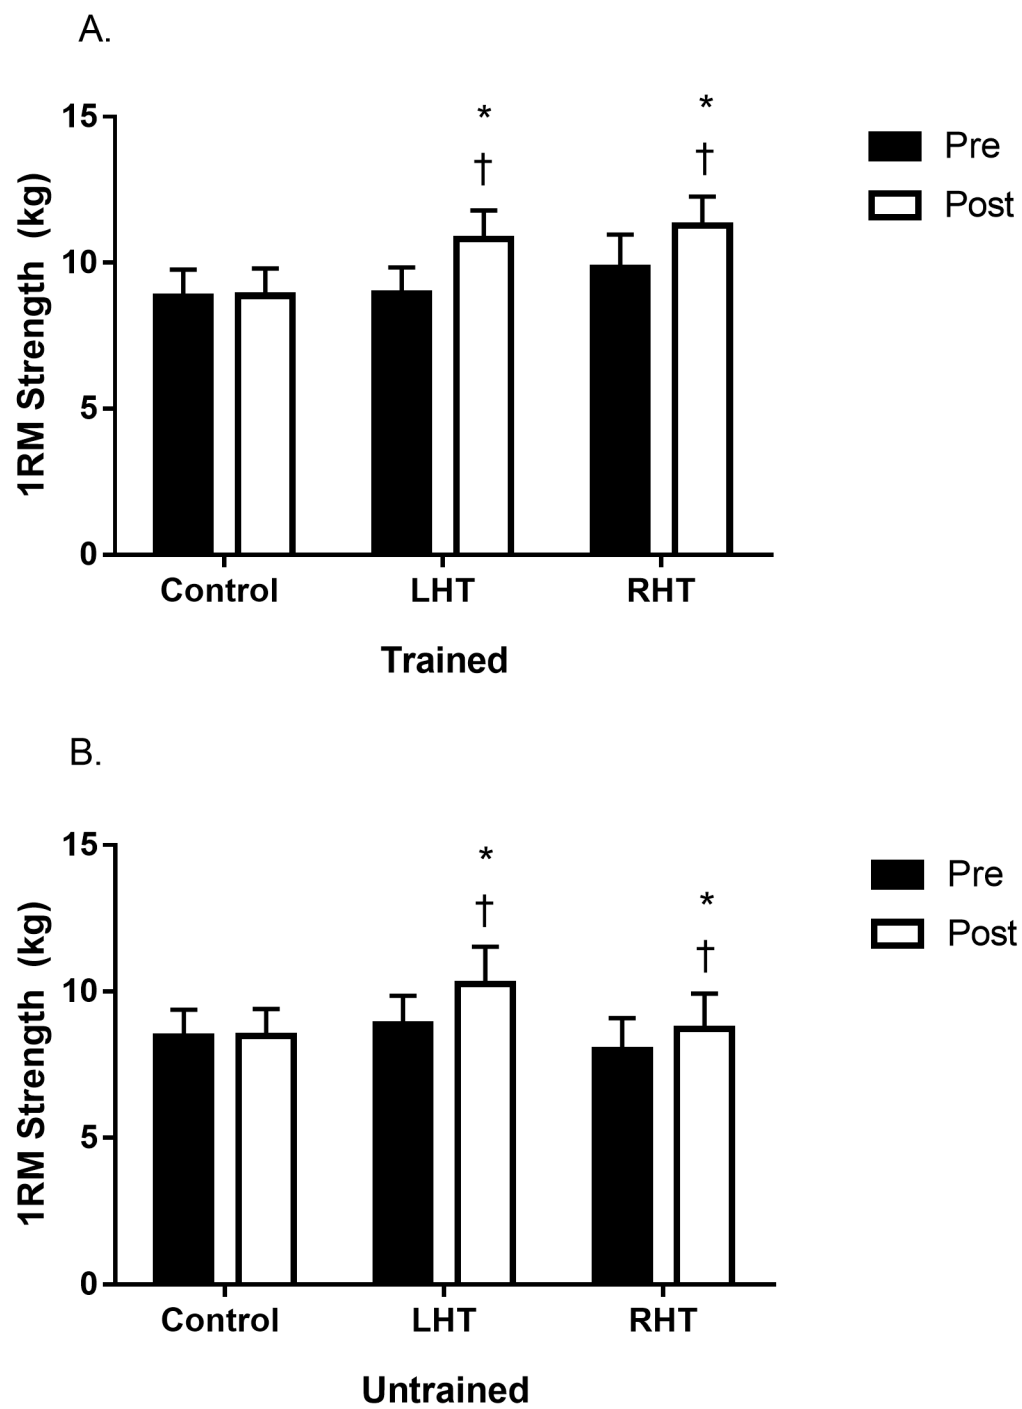 A.
1RM Strength (kg)
15
10
5
0
*
†
*
†
Pre
Post
Control LHT RHT
Trained
B.
1RM Strength (kg)
15
10
5
0
*
†
*
†
Pre
Post
Control LHT RHT
Untrained